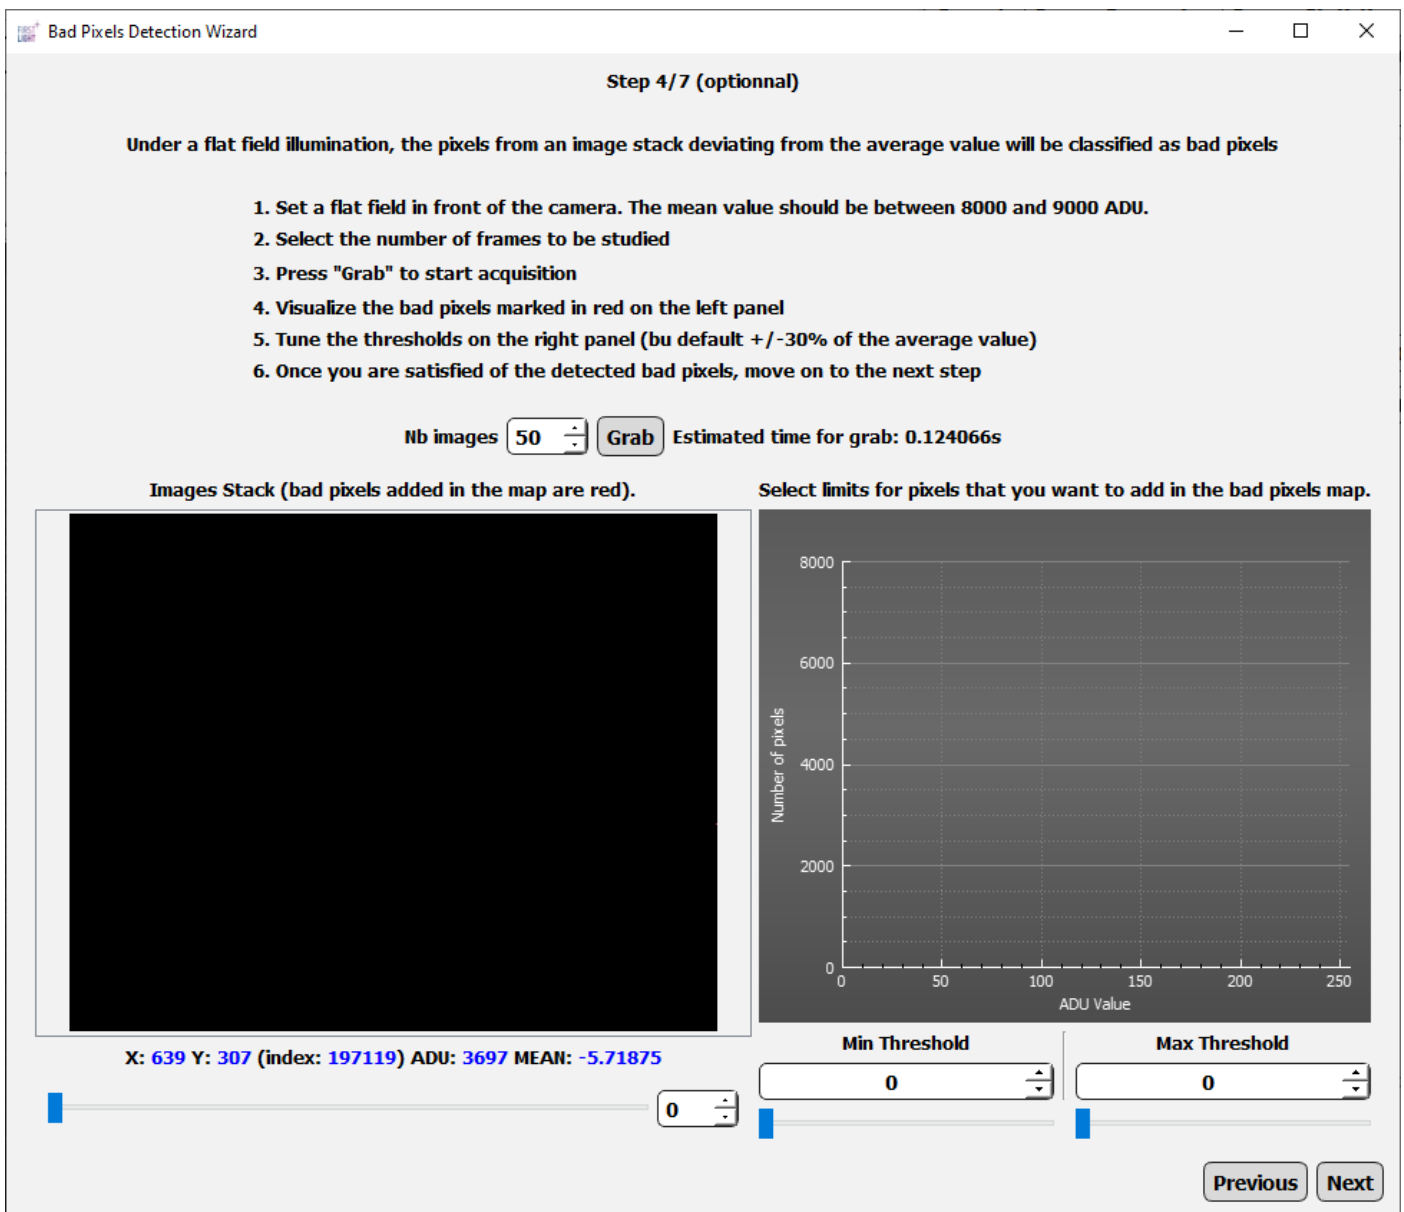 FIRST LIGHT
Bad Pixels Detection Wizard
Step 4/7 (optionnal)
Under a flat field illumination, the pixels from an image stack deviating from the average value will be classified as bad pixels
1. Set a flat field in front of the camera. The mean value should be between 8000 and 9000 ADU.
2. Select the number of frames to be studied
3. Press "Grab" to start acquisition
4. Visualize the bad pixels marked in red on the left panel
5. Tune the thresholds on the right panel (bu default +/-30% of the average value)
6. Once you are satisfied of the detected bad pixels, move on to the next step
Nb images 50 Grab Estimated time for grab: 0.124066s
Images Stack (bad pixels added in the map are red).
Select limits for pixels that you want to add in the bad pixels map.
8000
6000
4000
2000
0
Number of pixels
0 50 100 150 200 250
ADU Value
X: 639 Y: 307 (index: 197119) ADU: 3697 MEAN: -5.71875
0
Min Threshold
0
Max Threshold
0
Previous Next